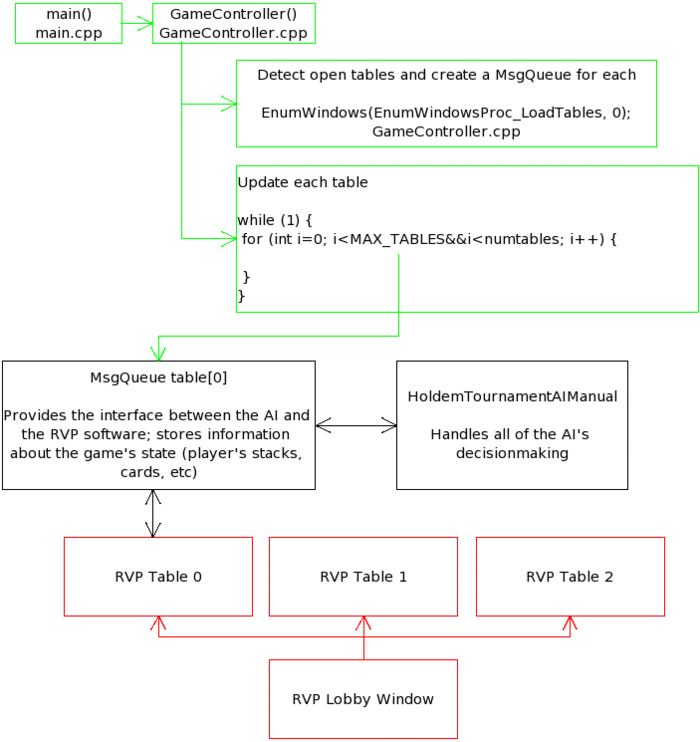 main()
main.cpp
GameController()
GameController.cpp
Detect open tables and create a MsgQueue for each
EnumWindows(EnumWindowsProc_LoadTables, 0);
GameController.cpp
Update each table
while (1) {
for (int i=0; i<MAX_TABLES&&i<numtables; i++) {
}
}
MsgQueue table[0]
Provides the interface between the AI and
the RVP software; stores information
about the game's state (player's stacks,
cards, etc)
HoldemTournamentAIManual
Handles all of the AI's
decisionmaking
RVP Table 0
RVP Table 1
RVP Table 2
RVP Lobby Window